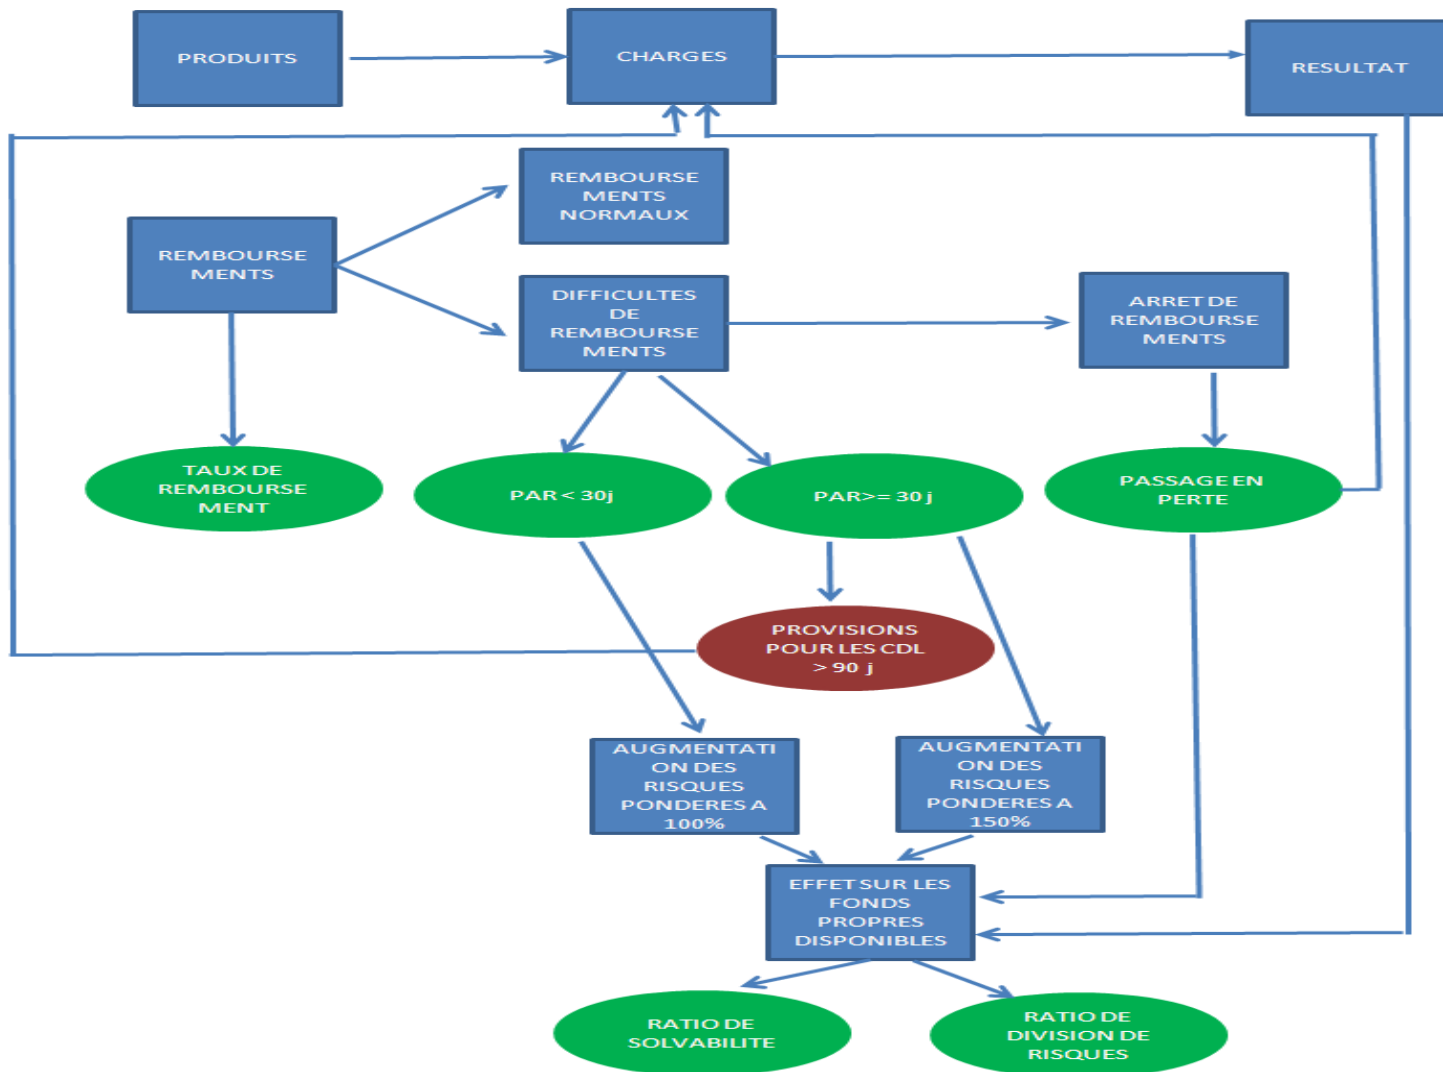 PRODUITS
CHARGES
RESULTAT
REMBOURSE
MENTS
NORMAUX
REMBOURSE
MENTS
DIFFICULTES
DE
REMBOURSE
MENTS
ARRET DE
REMBOURSE
MENTS
TAUX DE
REMBOURSE
MENT
PAR < 30j
PAR>= 30 j
PASSAGE EN
PERTE
PROVISIONS
POUR LES CDL
> 90 j
AUGMENTATI
ON DES
RISQUES
PONDERES A
100%
AUGMENTATI
ON DES
RISQUES
PONDERES A
150%
EFFET SUR LES
FONDS
PROPRES
DISPONIBLES
RATIO DE
SOLVABILITE
RATIO DE
DIVISION DE
RISQUES